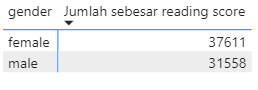 gender Jumlah sebesar reading score
female 37611
male 31558